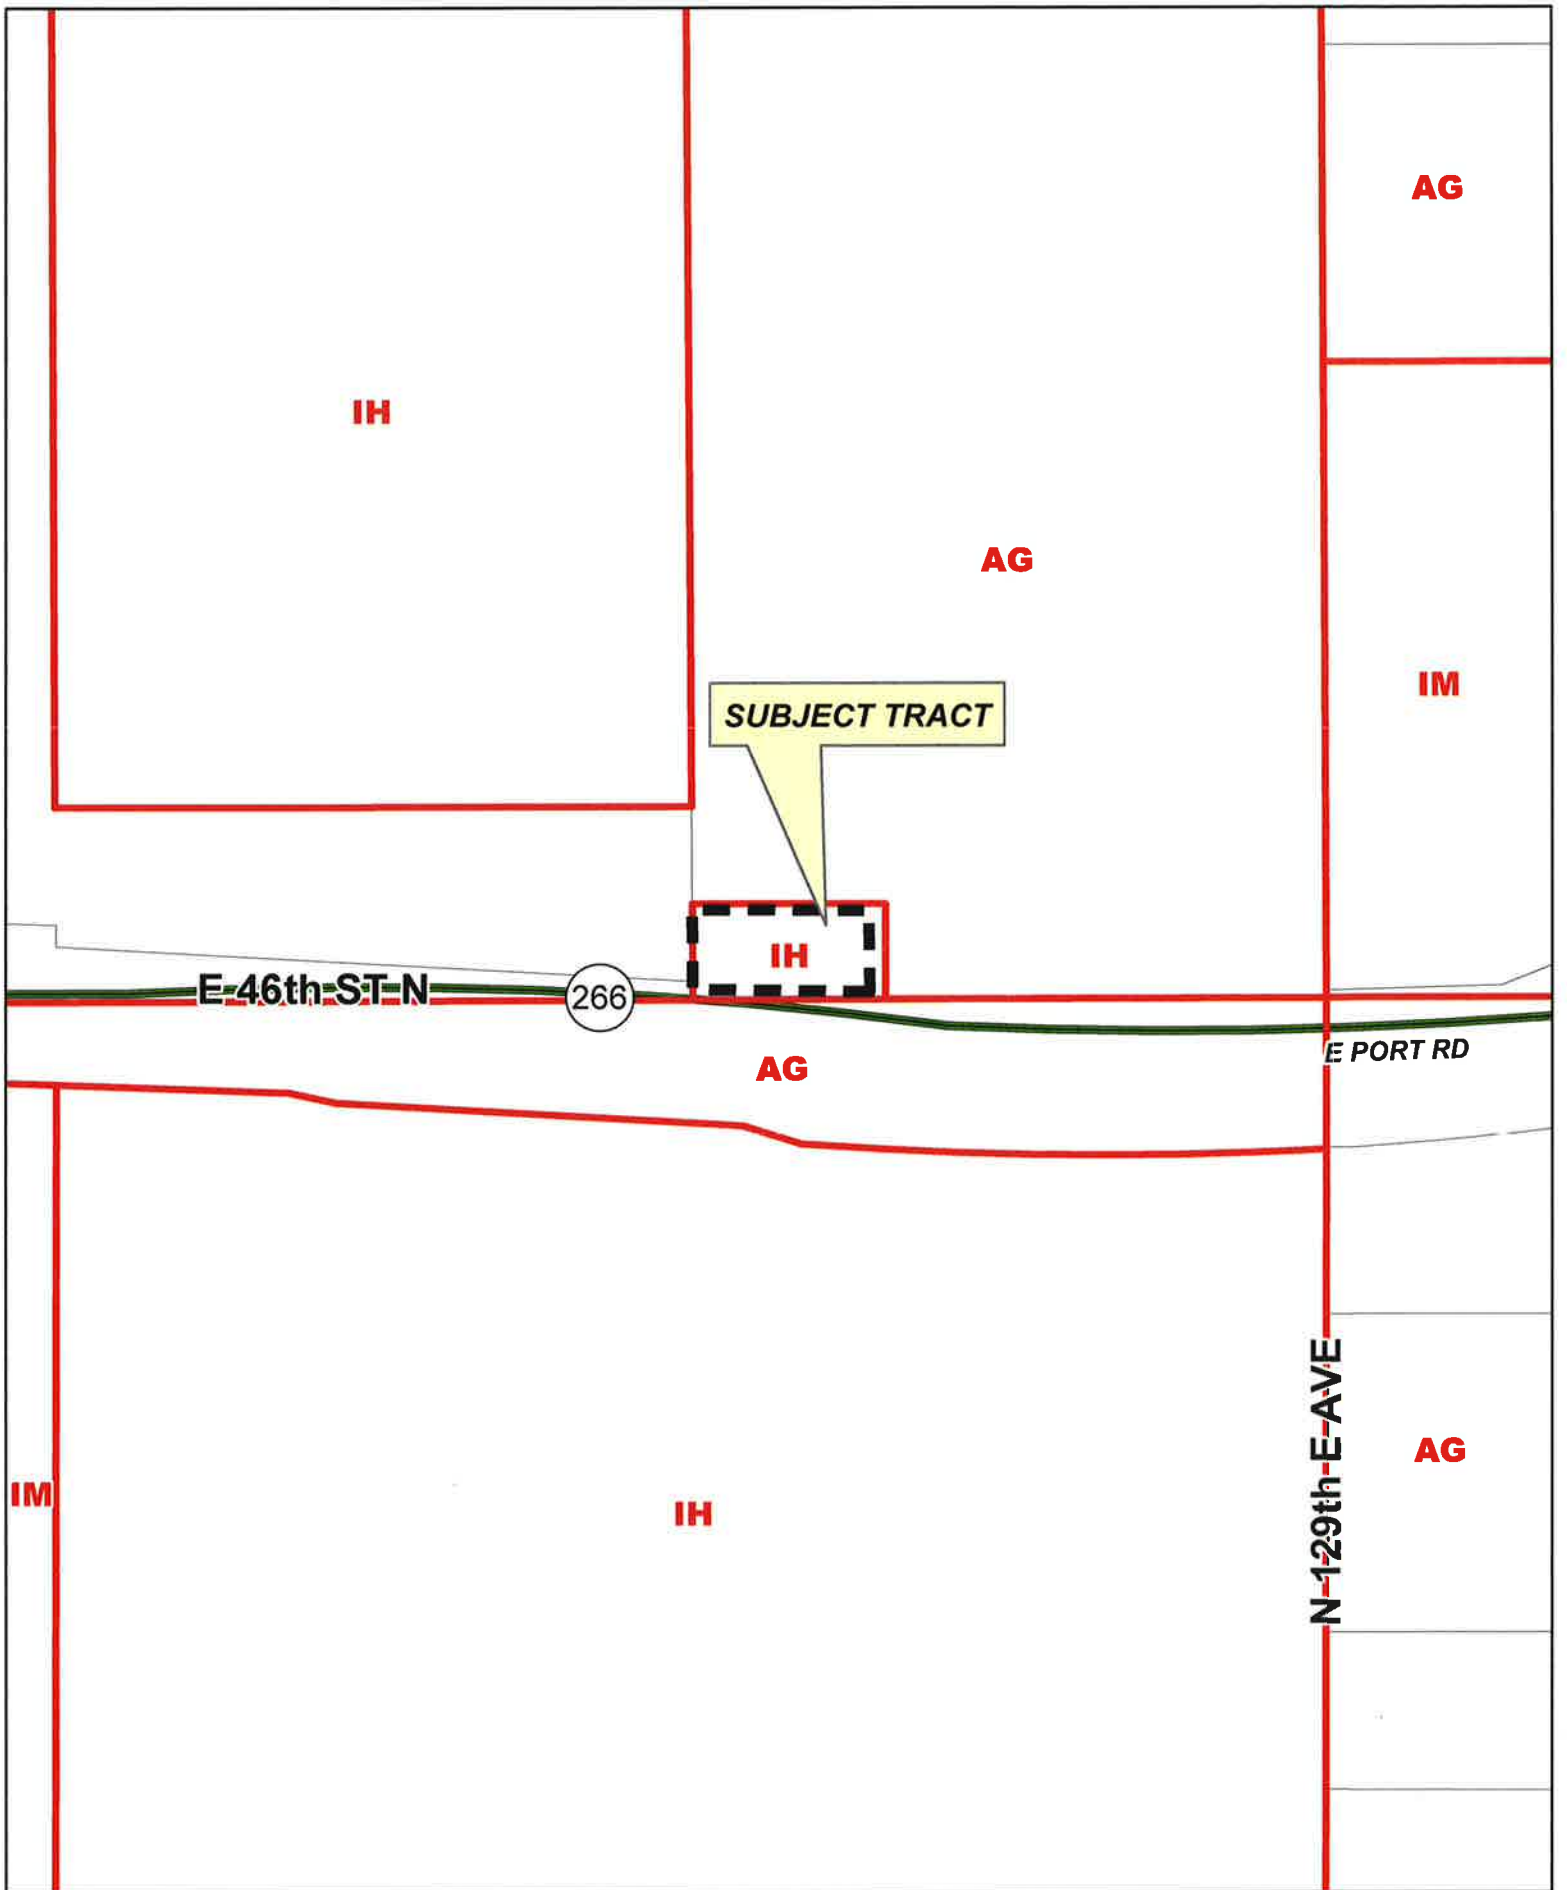 AG
IH
AG
IM
SUBJECT TRACT
IH
E 46th ST N
266
E PORT RD
AG
N 129th E AVE
AG
IM
IH